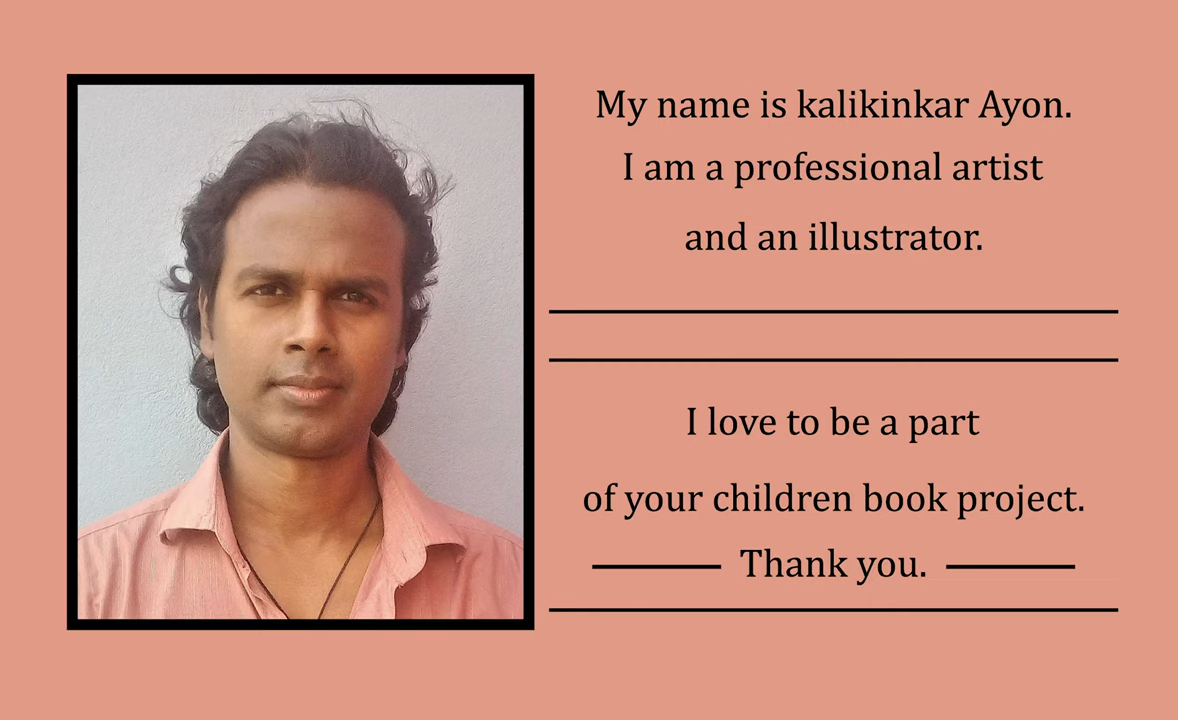 My name is kalikinkar Ayon.
I am a professional artist
and an illustrator.
I love to be a part
of your children book project.
Thank you.